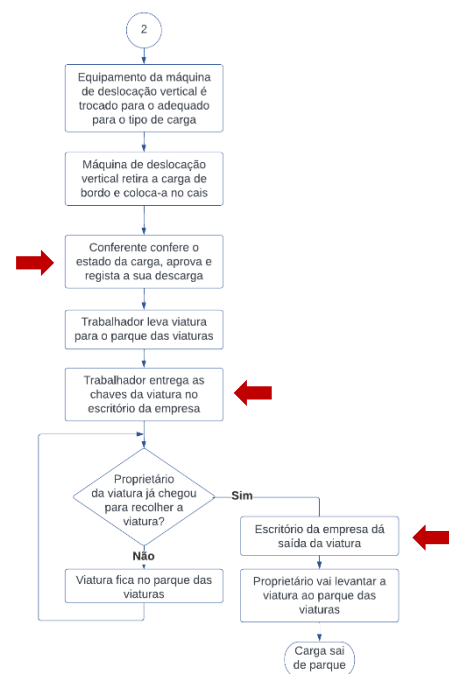 2
Equipamento da máquina
de deslocação vertical é
trocado para o adequado
para o tipo de carga
Máquina de deslocação
vertical retira a carga de
bordo e coloca-a no cais
Conferente confere o
estado da carga, aprova e
regista a sua descarga
Trabalhador leva viatura
para o parque das viaturas
Trabalhador entrega as
chaves da viatura no
escritório da empresa
Proprietário
da viatura já chegou
para recolher a
viatura?
Sim
Não
Viatura fica no parque das
viaturas
Escritório da empresa dá
saída da viatura
Proprietário vai levantar a
viatura ao parque das
viaturas
Carga sai
de parque